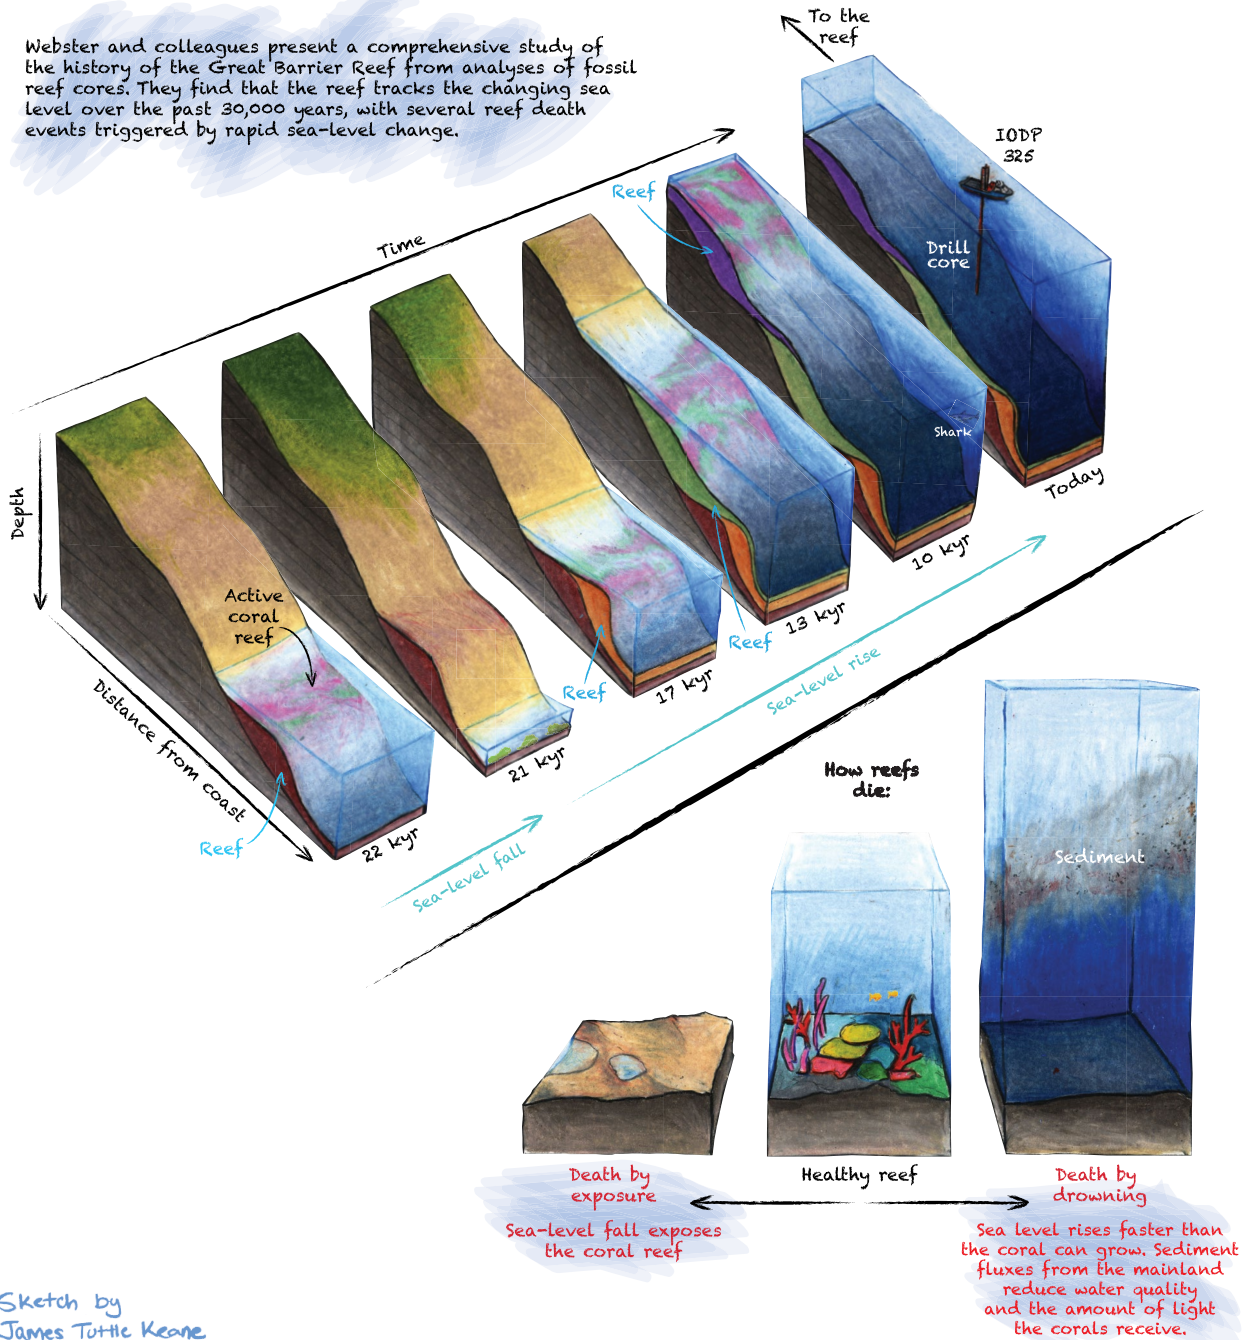 Webster and colleagues present a comprehensive study of
the history of the Great Barrier Reef from analyses of fossil
reef cores. They find that the reef tracks the changing sea
level over the past 30,000 years, with several reef death
events triggered by rapid sea-level change.
To the
reef
IODP
325
Reef
Time
Drill
core
Shark
Depth
Today
Active
coral
reef
10 kyr
13 kyr
Reef
17 kyr
Reef
Distance from coast
21 kyr
Sea-level rise
22 kyr
Reef
Sea-level fall
How reefs
die:
Sediment
Death by
exposure
Sea-level fall exposes
the coral reef
Healthy reef
Death by
drowning
Sea level rises faster than
the coral can grow. Sediment
fluxes from the mainland
reduce water quality
and the amount of light
the corals receive.
Sketch by
James Tuttle Keane